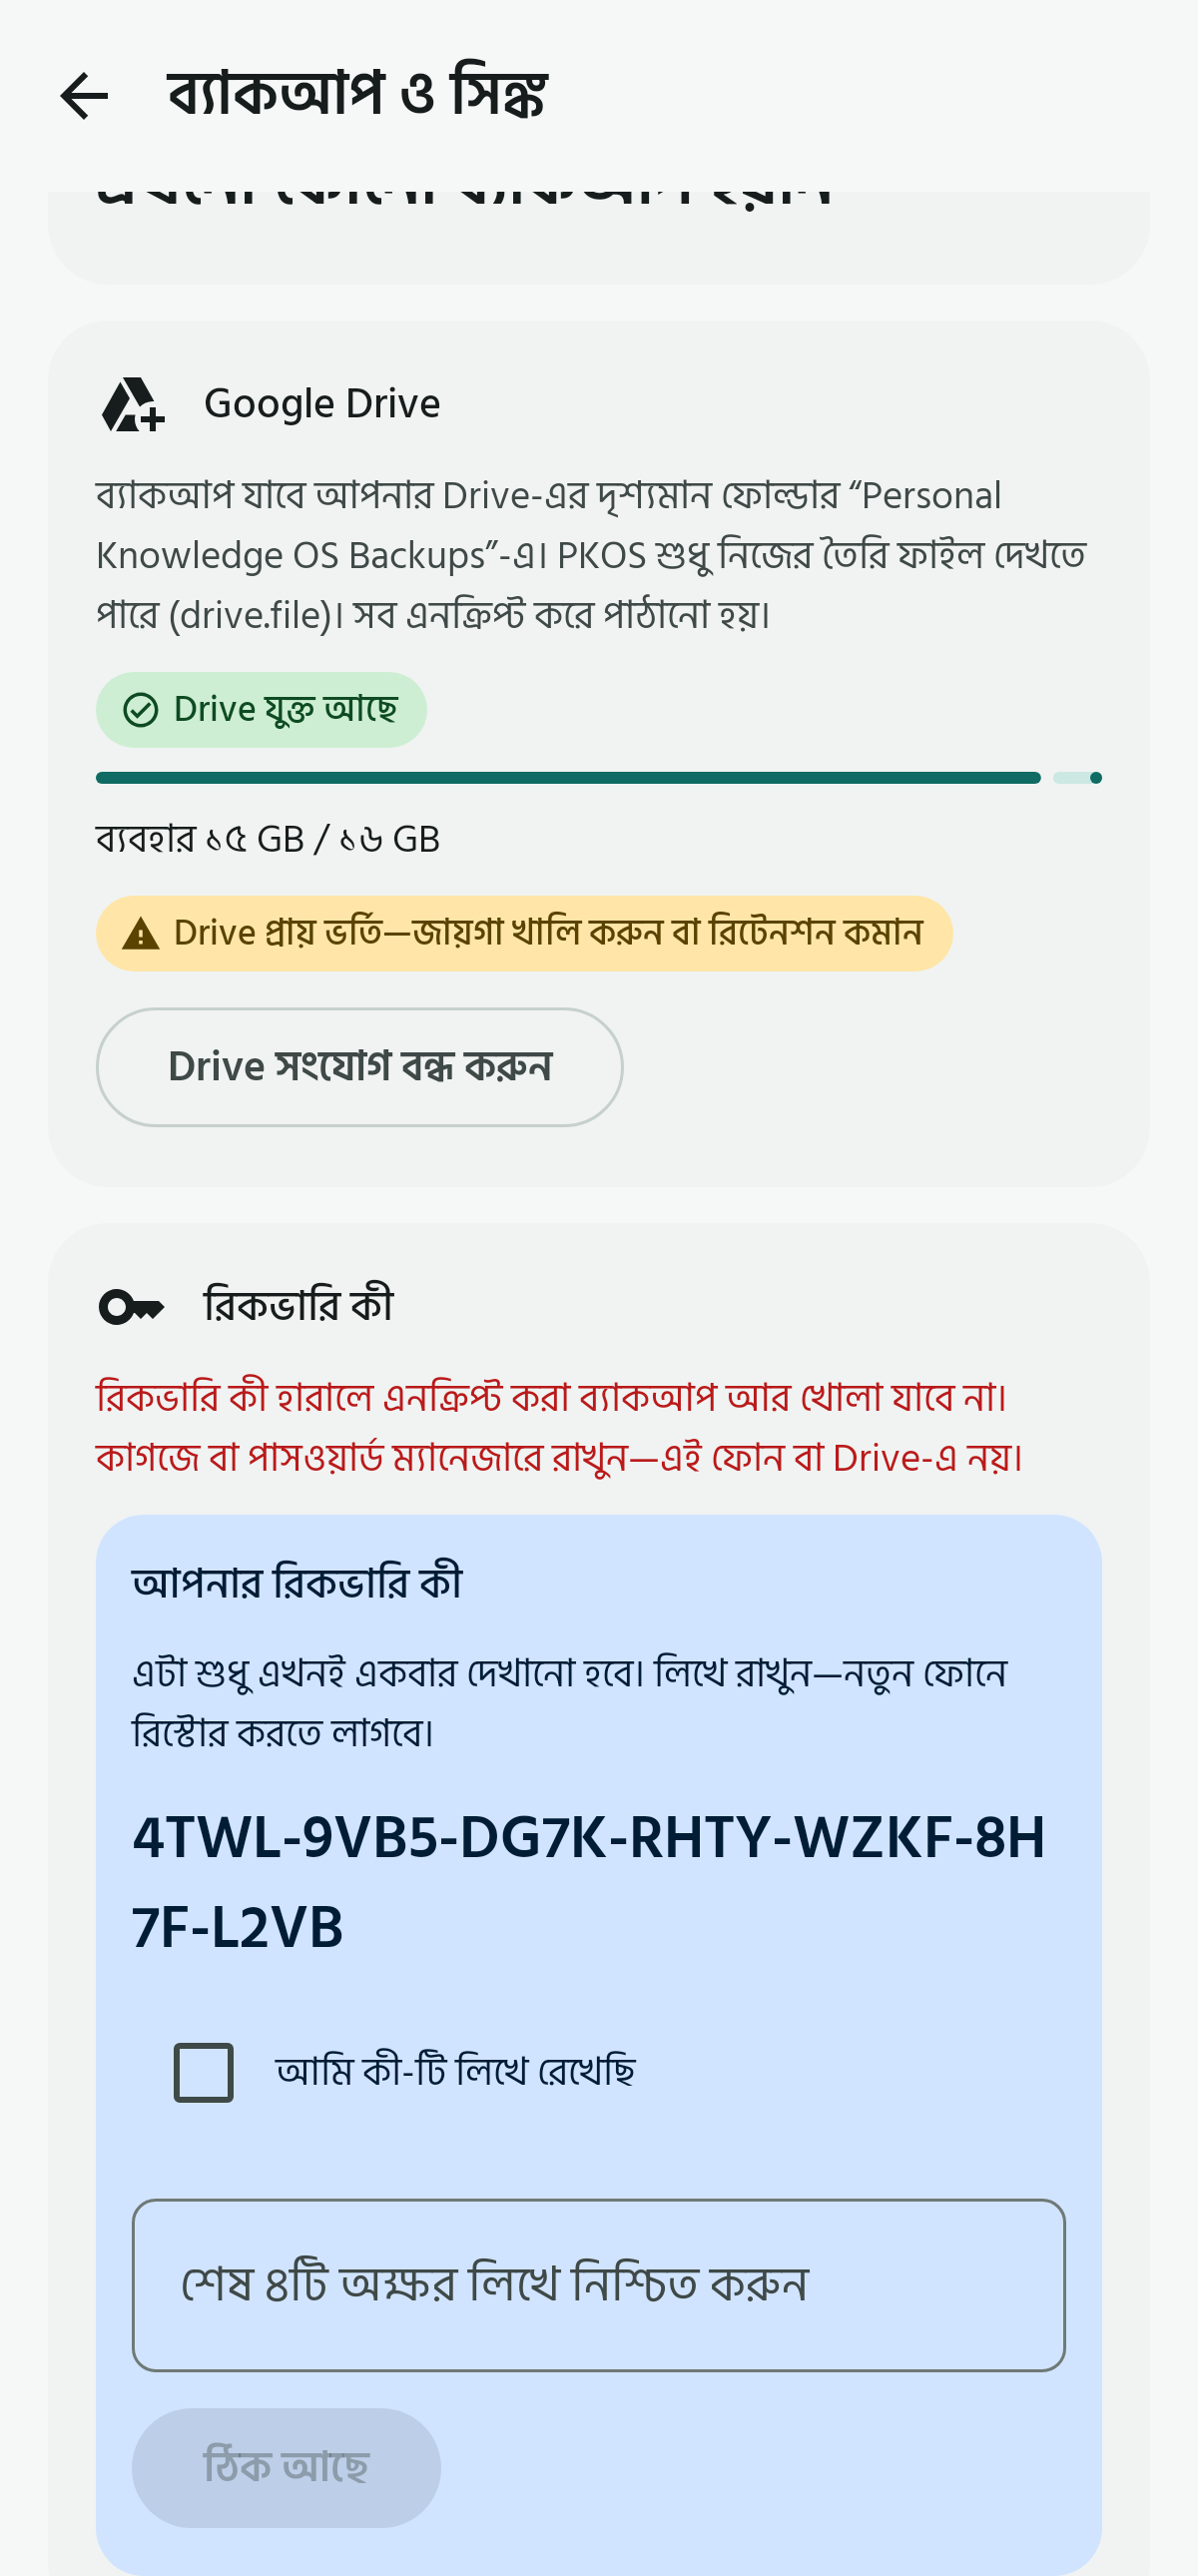 ব্যাকআপ ও সিঙ্ক
Google Drive
ব্যাকআপ যাবে আপনার Drive-এর দৃশ্যমান ফোল্ডার “Personal
Knowledge OS Backups”-এ। PKOS শুধু নিজের তৈরি ফাইল দেখতে
পারে (drive.file)। সব এনক্রিপ্ট করে পাঠানো হয়।
Drive যুক্ত আছে
ব্যবহার ১৫ GB / ১৬ GB
Drive প্রায় ভর্তি—জায়গা খালি করুন বা রিটেনশন কমান
Drive সংযোগ বন্ধ করুন
রিকভারি কী
রিকভারি কী হারালে এনক্রিপ্ট করা ব্যাকআপ আর খোলা যাবে না।
কাগজে বা পাসওয়ার্ড ম্যানেজারে রাখুন—এই ফোন বা Drive-এ নয়।
আপনার রিকভারি কী
এটা শুধু এখনই একবার দেখানো হবে। লিখে রাখুন—নতুন ফোনে
রিস্টোর করতে লাগবে।
4TWL-9VB5-DG7K-RHTY-WZKF-8H
7F-L2VB
আমি কী-টি লিখে রেখেছি
শেষ ৪টি অক্ষর লিখে নিশ্চিত করুন
ঠিক আছে